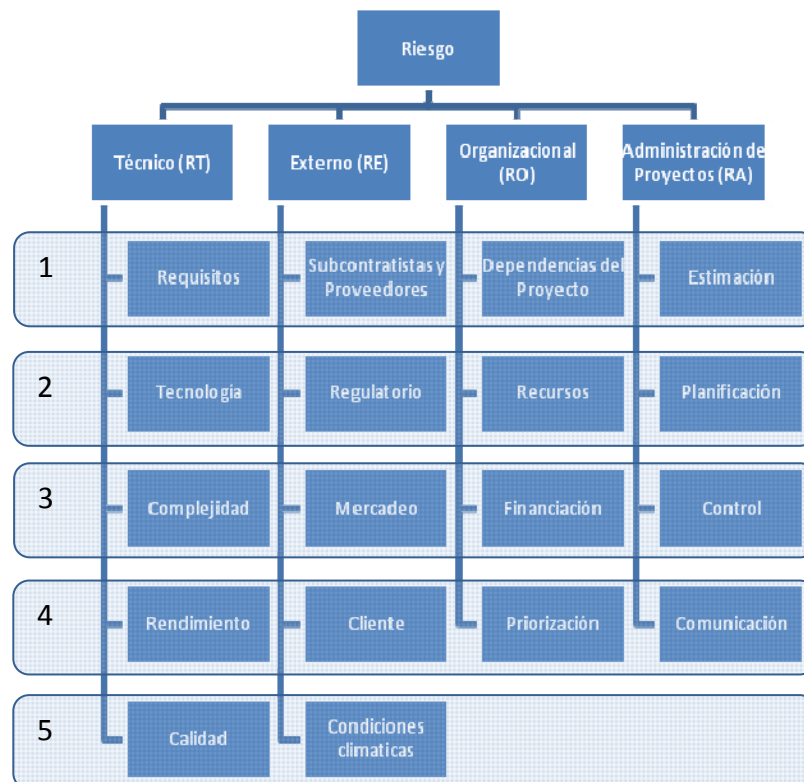 Riesgo
Técnico (RT)
Externo (RE)
Organizacional
(RO)
Administración de
Proyectos (RA)
1
Requisitos
Subcontratistas y
Proveedores
Dependencias del
Proyecto
Estimación
2
Tecnología
Regulatorio
Recursos
Planificación
3
Complejidad
Mercadeo
Financiación
Control
4
Rendimiento
Cliente
Priorización
Comunicación
5
Calidad
Condiciones
climaticas